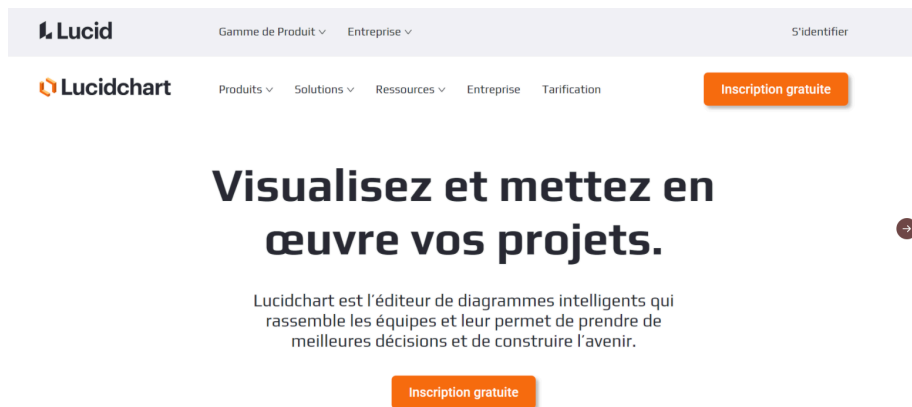 Lucid
Gamme de Produit Entreprise S'identifier
Lucidchart
Produits Solutions Ressources Entreprise Tarification Inscription gratuite
Visualisez et mettez en
œuvre vos projets.
Lucidchart est l'éditeur de diagrammes intelligents qui
rassemble les équipes et leur permet de prendre de
meilleures décisions et de construire l'avenir.
Inscription gratuite